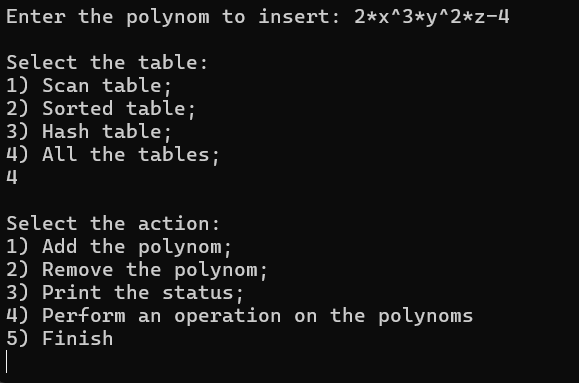 Enter the polynom to insert: 2*x^3*y^2*z-4
Select the table:
1) Scan table;
2) Sorted table;
3) Hash table;
4) All the tables;
4
Select the action:
1) Add the polynom;
2) Remove the polynom;
3) Print the status;
4) Perform an operation on the polynoms
5) Finish